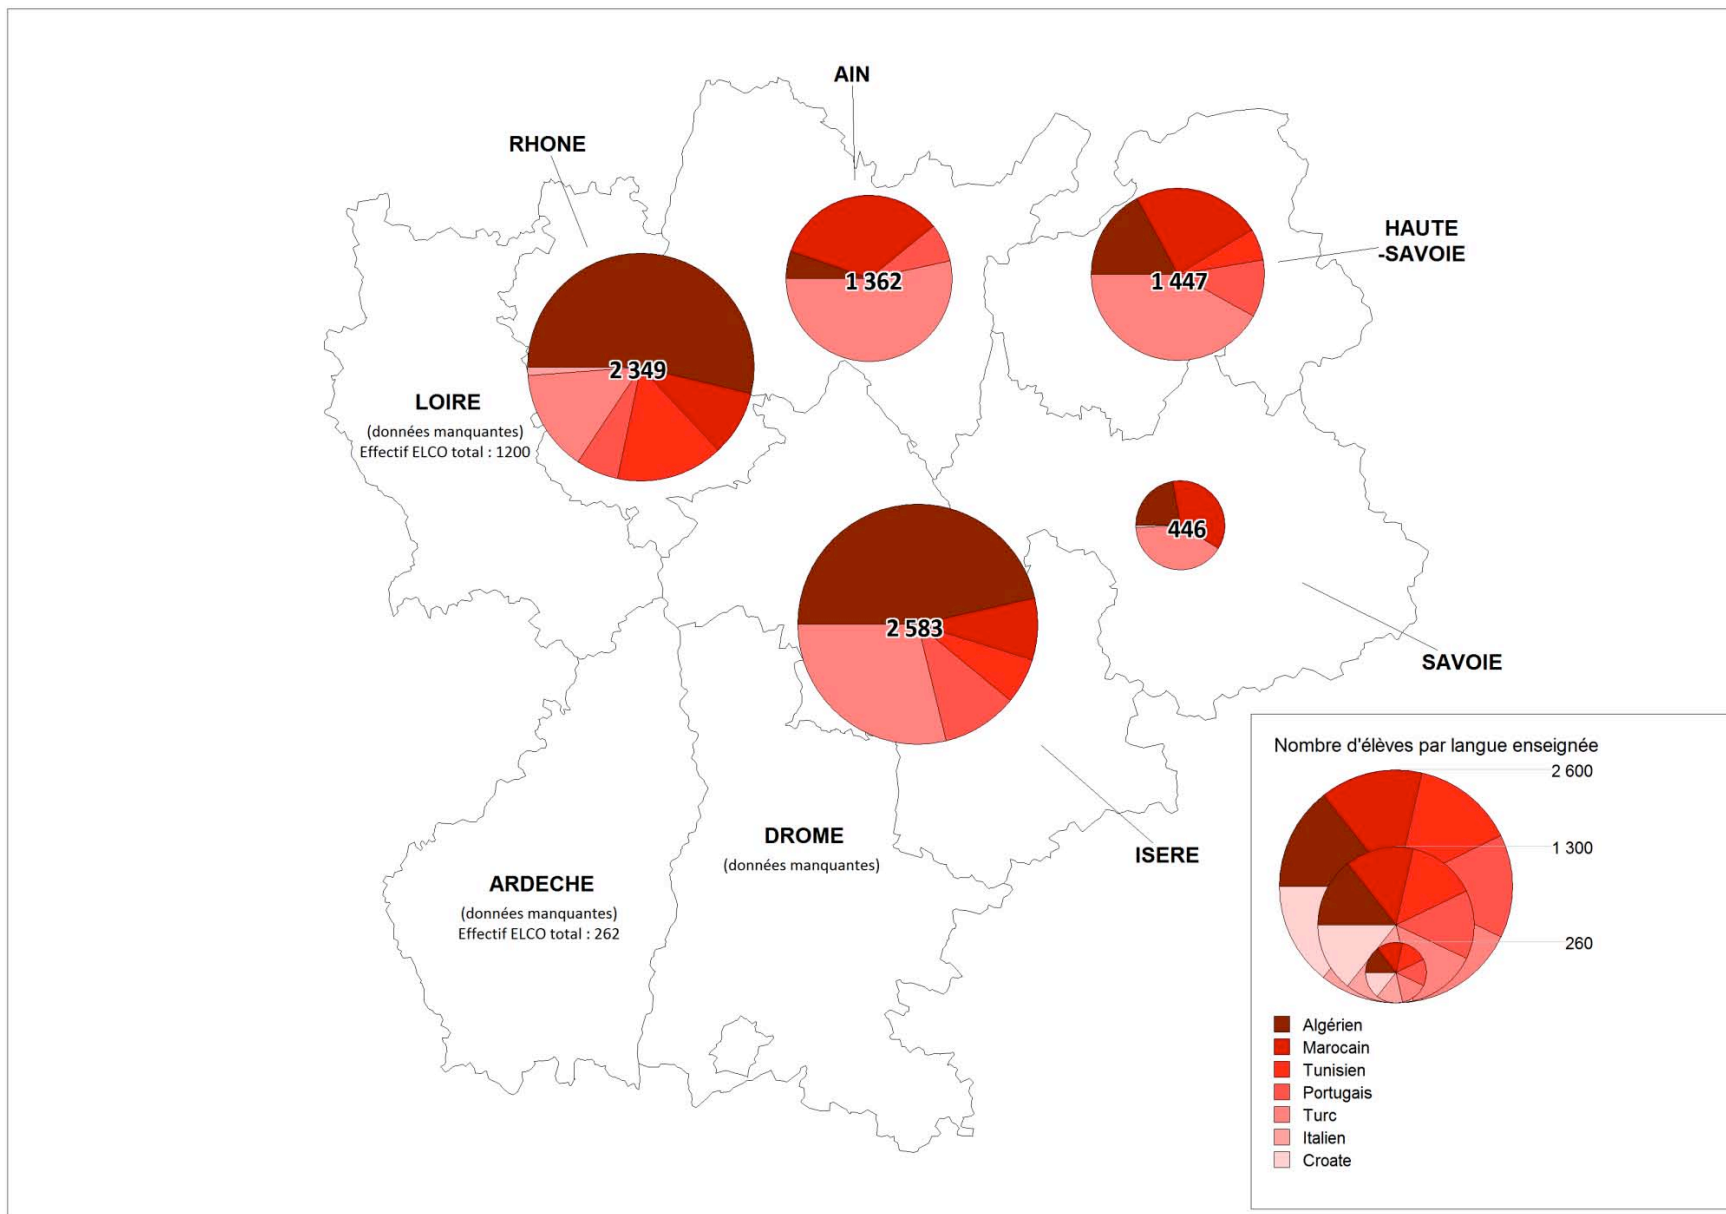 AIN
RHONE
HAUTE
-SAVOIE
1 362
1 447
2 349
LOIRE
(données manquantes)
Effectif ELCO total : 1200
446
2 583
SAVOIE
ISERE
DROME
(données manquantes)
ARDECHE
(données manquantes)
Effectif ELCO total : 262
Nombre d'élèves par langue enseignée
2 600
1 300
260
Algérien
Marocain
Tunisien
Portugais
Turc
Italien
Croate